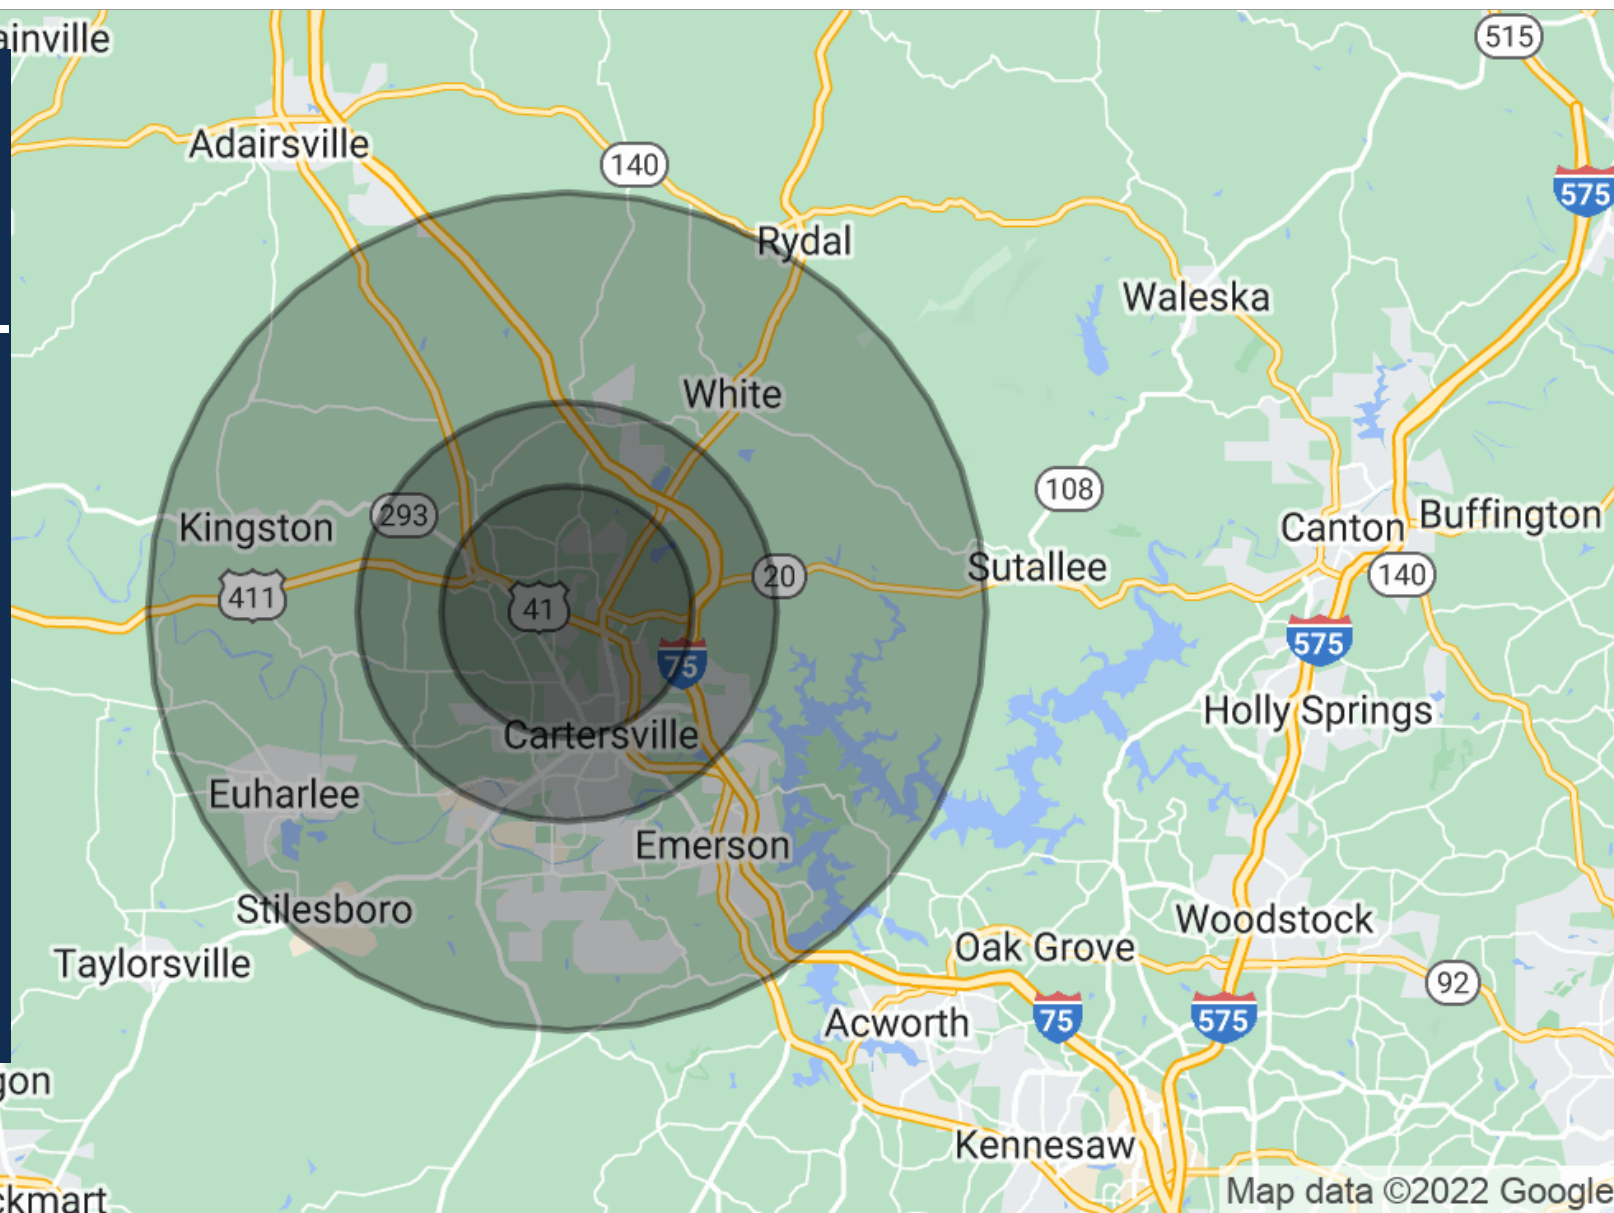 ainville
515
Adairsville
140
575
Rydal
Waleska
White
108
293
Kingston
Canton
Buffington
Sutallee
20
140
411
41
575
75
Holly Springs
Cartersville
Euharlee
Emerson
Stilesboro
Woodstock
Oak Grove
Taylorsville
92
Acworth
75
575
gon
Kennesaw
ckmart
Map data ©2022 Google